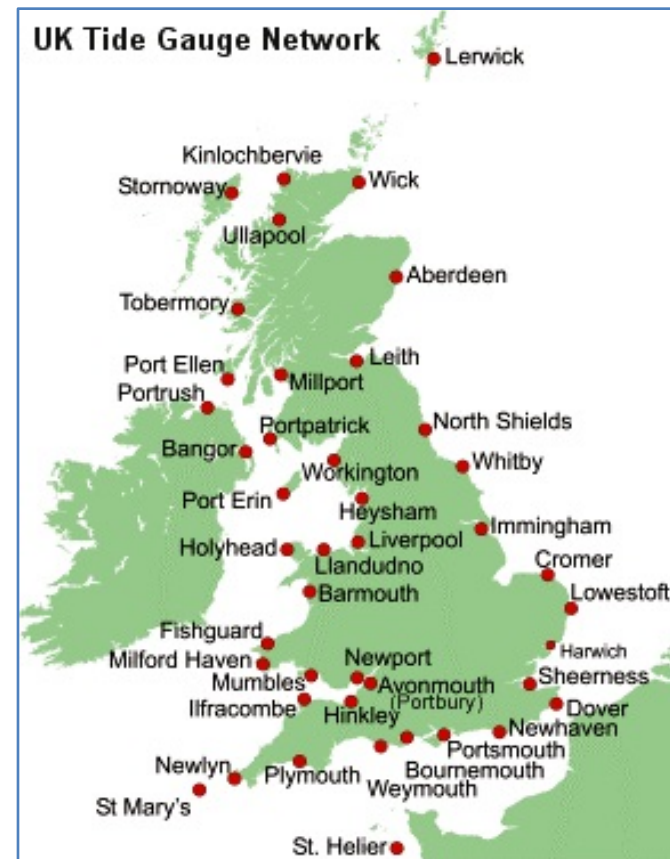 UK Tide Gauge Network
Lerwick
Kinlochbervie
Stornoway
Wick
Ullapool
Aberdeen
Tobermory
Leith
Port Ellen
Millport
Portrush
Portpatrick
North Shields
Bangor
Workington
Whitby
Port Erin
Heysham
Immingham
Holyhead
Liverpool
Llandudno
Cromer
Barmouth
Lowestoft
Fishguard
Harwich
Milford Haven
Newport
Mumbles
Avonmouth
(Portbury)
Sheerness
Ilfracombe
Hinkley
Dover
Newhaven
Portsmouth
Newlyn
Plymouth
Bournemouth
Weymouth
St Mary's
St. Helier